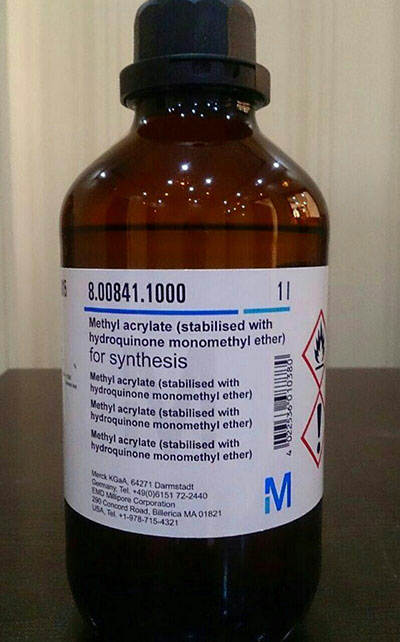 8.00841.1000 1 l
Methyl acrylate (stabilised with
hydroquinone monomethyl ether)
for synthesis
Methyl acrylate (stabilised with
hydroquinone monomethyl ether)
Methyl acrylate (stabilised with
hydroquinone monomethyl ether)
Methyl acrylate (stabilised with
hydroquinone monomethyl ether)
Merck KGaA, 64271 Darmstadt
Germany, Tel. +49(0)6151 72-2440
EMD Millipore Corporation
290 Concord Road, Billerica MA 01821
USA, Tel. +1-978-715-4321
M